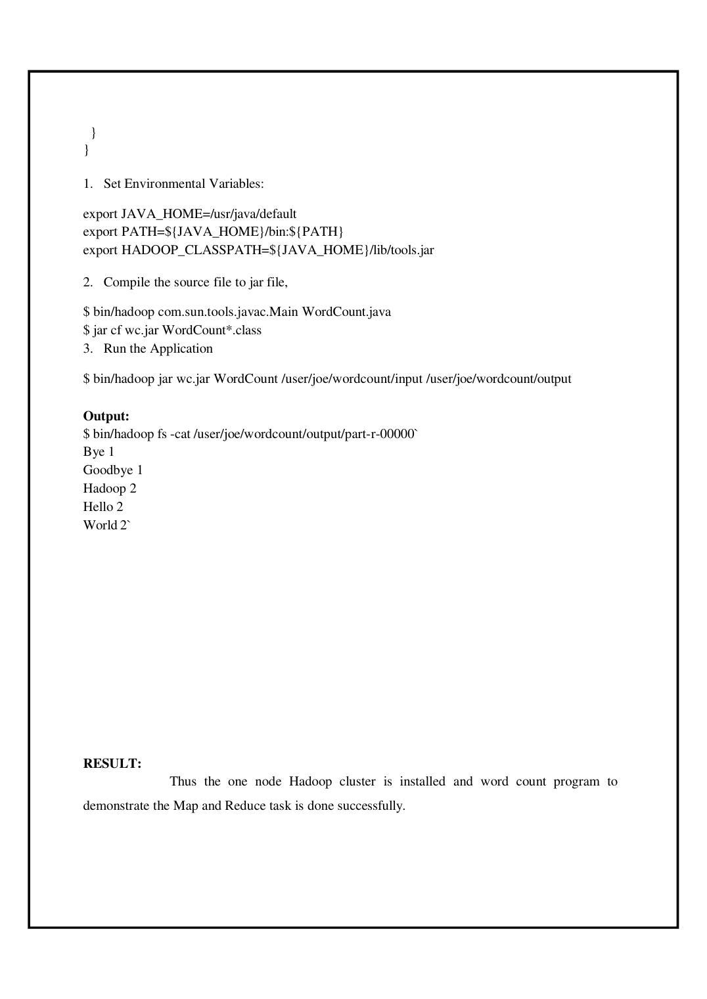 }
}
1. Set Environmental Variables:
export JAVA_HOME=/usr/java/default
export PATH=${JAVA_HOME}/bin:${PATH}
export HADOOP_CLASSPATH=${JAVA_HOME}/lib/tools.jar
2. Compile the source file to jar file,
$ bin/hadoop com.sun.tools.javac.Main WordCount.java
$ jar cf wc.jar WordCount*.class
3. Run the Application
$ bin/hadoop jar wc.jar WordCount /user/joe/wordcount/input /user/joe/wordcount/output
Output:
$ bin/hadoop fs -cat /user/joe/wordcount/output/part-r-00000`
Bye 1
Goodbye 1
Hadoop 2
Hello 2
World 2`
RESULT:
Thus the one node Hadoop cluster is installed and word count program to
demonstrate the Map and Reduce task is done successfully.